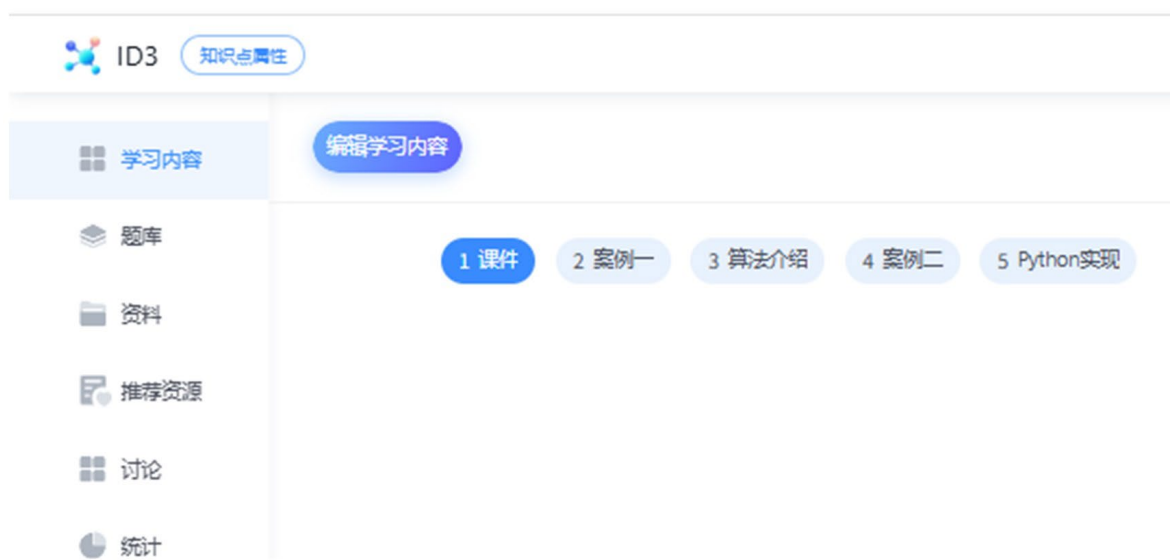 ID3 知识点属性
学习内容
题库
资料
推荐资源
讨论
统计
编辑学习内容
1 课件 2 案例一 3 算法介绍 4 案例二 5 Python实现